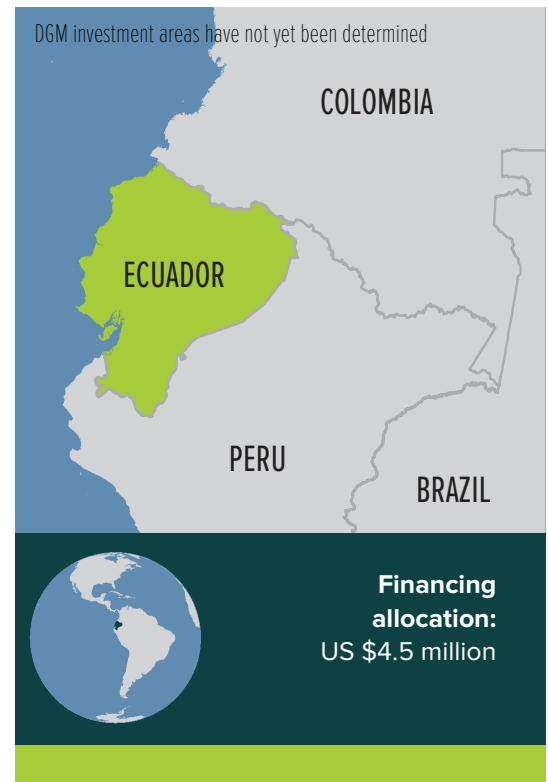 DGM investment areas have not yet been determined
COLOMBIA
ECUADOR
PERU
BRAZIL
Financing
allocation:
US $4.5 million